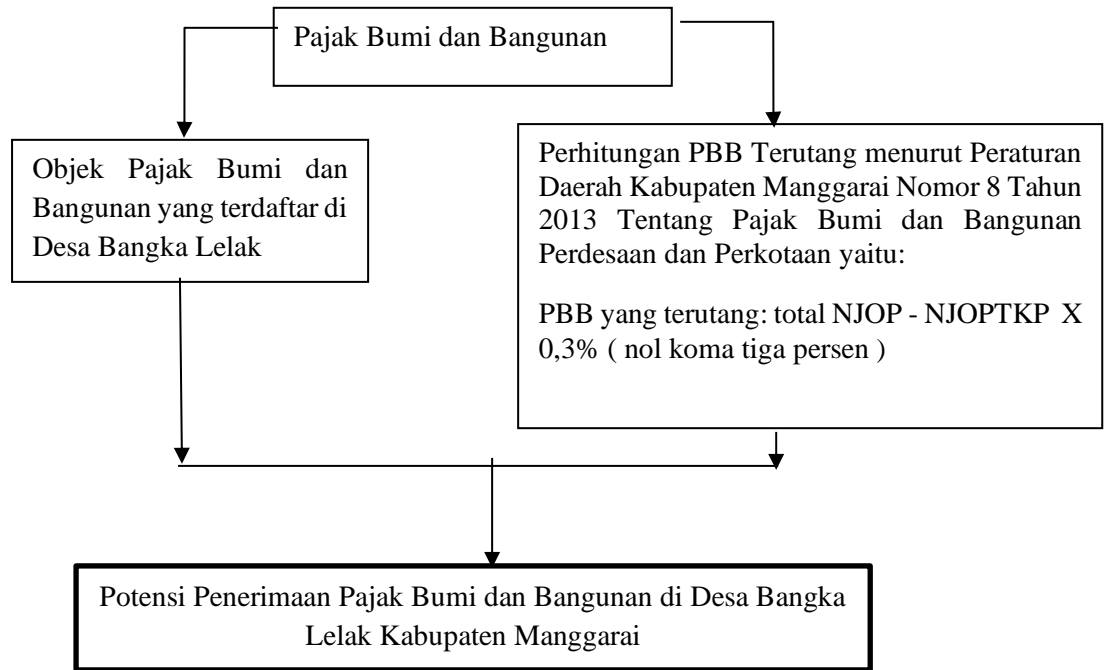 Pajak Bumi dan Bangunan
Objek Pajak Bumi dan
Bangunan yang terdaftar di
Desa Bangka Lelak
Perhitungan PBB Terutang menurut Peraturan
Daerah Kabupaten Manggarai Nomor 8 Tahun
2013 Tentang Pajak Bumi dan Bangunan
Perdesaan dan Perkotaan yaitu:
PBB yang terutang: total NJOP - NJOPTKP X
0,3% ( nol koma tiga persen )
Potensi Penerimaan Pajak Bumi dan Bangunan di Desa Bangka
Lelak Kabupaten Manggarai